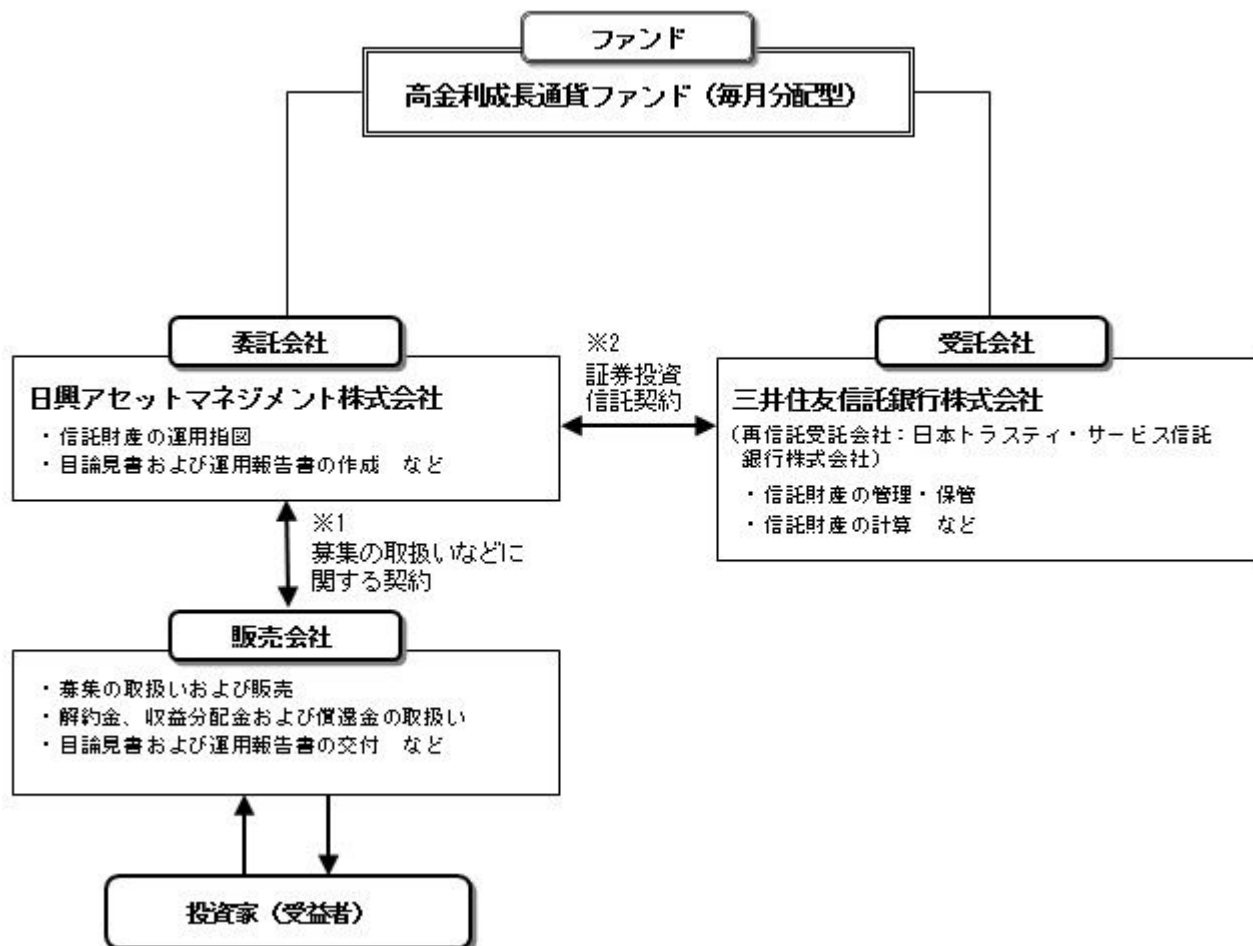 ファンド
高金利成長通貨ファンド（毎月分配型）
委託会社
日興アセットマネジメント株式会社
・信託財産の運用指図
・目論見書および運用報告書の作成　など
※2
証券投資
信託契約
受託会社
三井住友信託銀行株式会社
（再信託受託会社：日本トラスティ・サービス信託
銀行株式会社）
・信託財産の管理・保管
・信託財産の計算　など
※1
募集の取扱いなどに
関する契約
販売会社
・募集の取扱いおよび販売
・解約金、収益分配金および償還金の取扱い
・目論見書および運用報告書の交付　など
投資家（受益者）